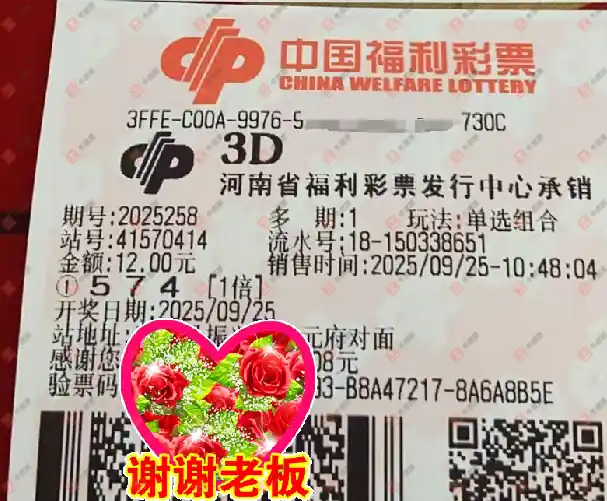 中国福利彩票
CHINA WELFARE LOTTERY
3FFE-C00A-9976-5 730C
3D
河南省福利彩票发行中心承销
期号:2025258 多 期:1 玩法:单选组合
站号:41570414 流水号:18-150338651
金额:12.00元 销售时间:2025/09/25-10:48:04
① 5 7 4 [1倍]
开奖日期:2025/09/25
站地址: 元府对面
感谢您 08元
验票码 63-B8A47217-8A6A8B5E
谢谢老板